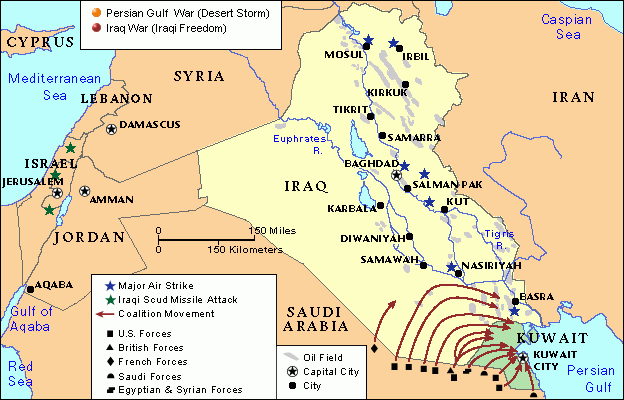 Persian Gulf War (Desert Storm)
Iraq War (Iraqi Freedom)
CYPRUS
Caspian
Sea
MOSUL
IRBIL
Mediterranean
Sea
SYRIA
KIRKUK
LEBANON
IRAN
TIKRIT
DAMASCUS
SAMARRA
Euphrates
R.
ISRAEL
BAGHDAD
JERUSALEM
IRAQ
SALMAN PAK
AMMAN
KARBALA
KUT
JORDAN
150 Miles
150 Kilometers
DIWANIYAH
Tigris
R.
SAMAWAH
NASIRIYAH
AQABA
Major Air Strike
Iraqi Scud Missile Attack
Coalition Movement
U.S. Forces
British Forces
French Forces
Saudi Forces
Egyptian & Syrian Forces
BASRA
Gulf of
Aqaba
SAUDI
ARABIA
KUWAIT
KUWAIT
CITY
Oil Field
Capital City
City
Red
Sea
Persian
Gulf